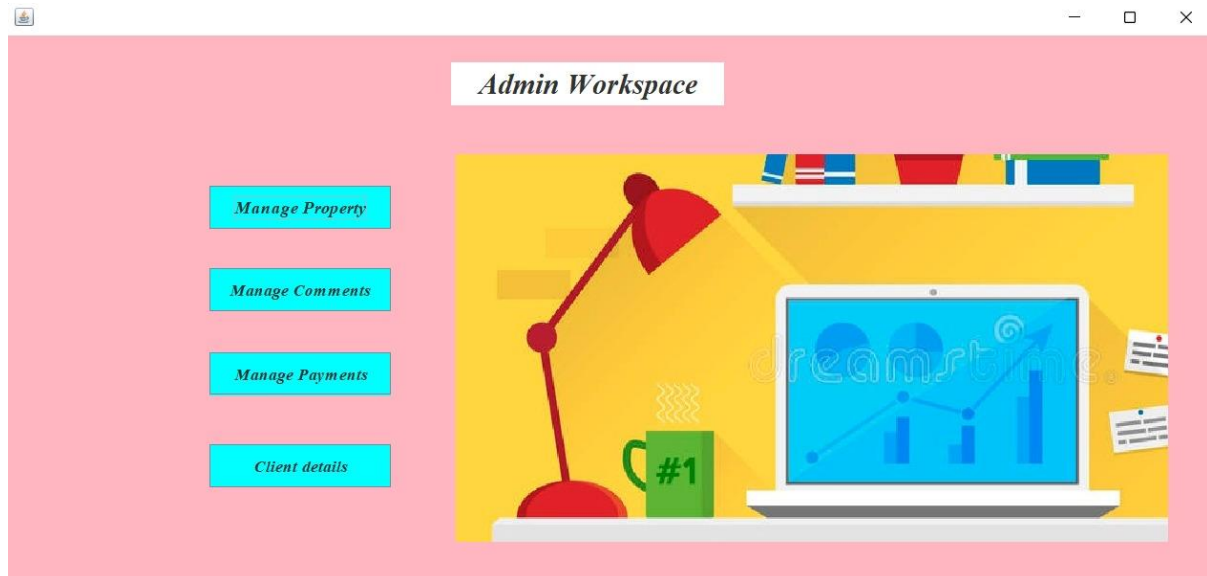 Admin Workspace
Manage Property
Manage Comments
Manage Payments
Client details
dreamstime
#1